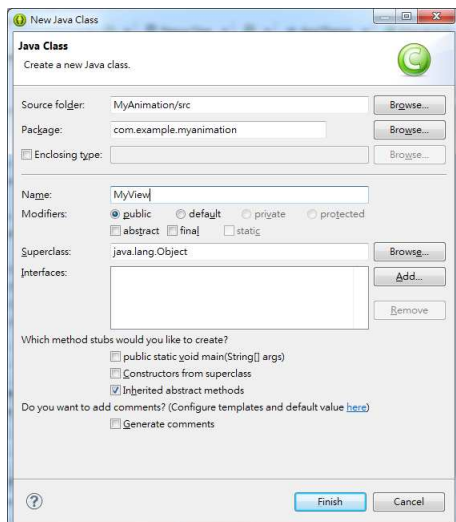 New Java Class
Java Class
Create a new Java class.
Source folder: MyAnimation/src Browse...
Package: com.example.myanimation Browse...
Enclosing type: Browse...
Name: MyView
Modifiers: public default private protected
abstract final static
Superclass: java.lang.Object Browse...
Interfaces: Add...
Remove
Which method stubs would you like to create?
public static void main(String[] args)
Constructors from superclass
Inherited abstract methods
Do you want to add comments? (Configure templates and default value here)
Generate comments
? Finish Cancel